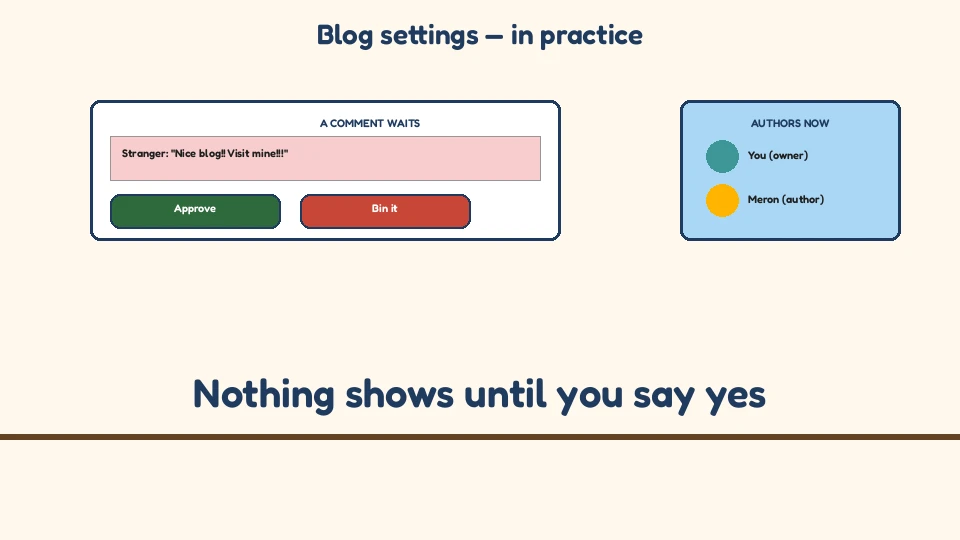 Blog settings — in practice
A COMMENT WAITS
Stranger: "Nice blog!! Visit mine!!!"
Approve
Bin it
AUTHORS NOW
You (owner)
Meron (author)
Nothing shows until you say yes